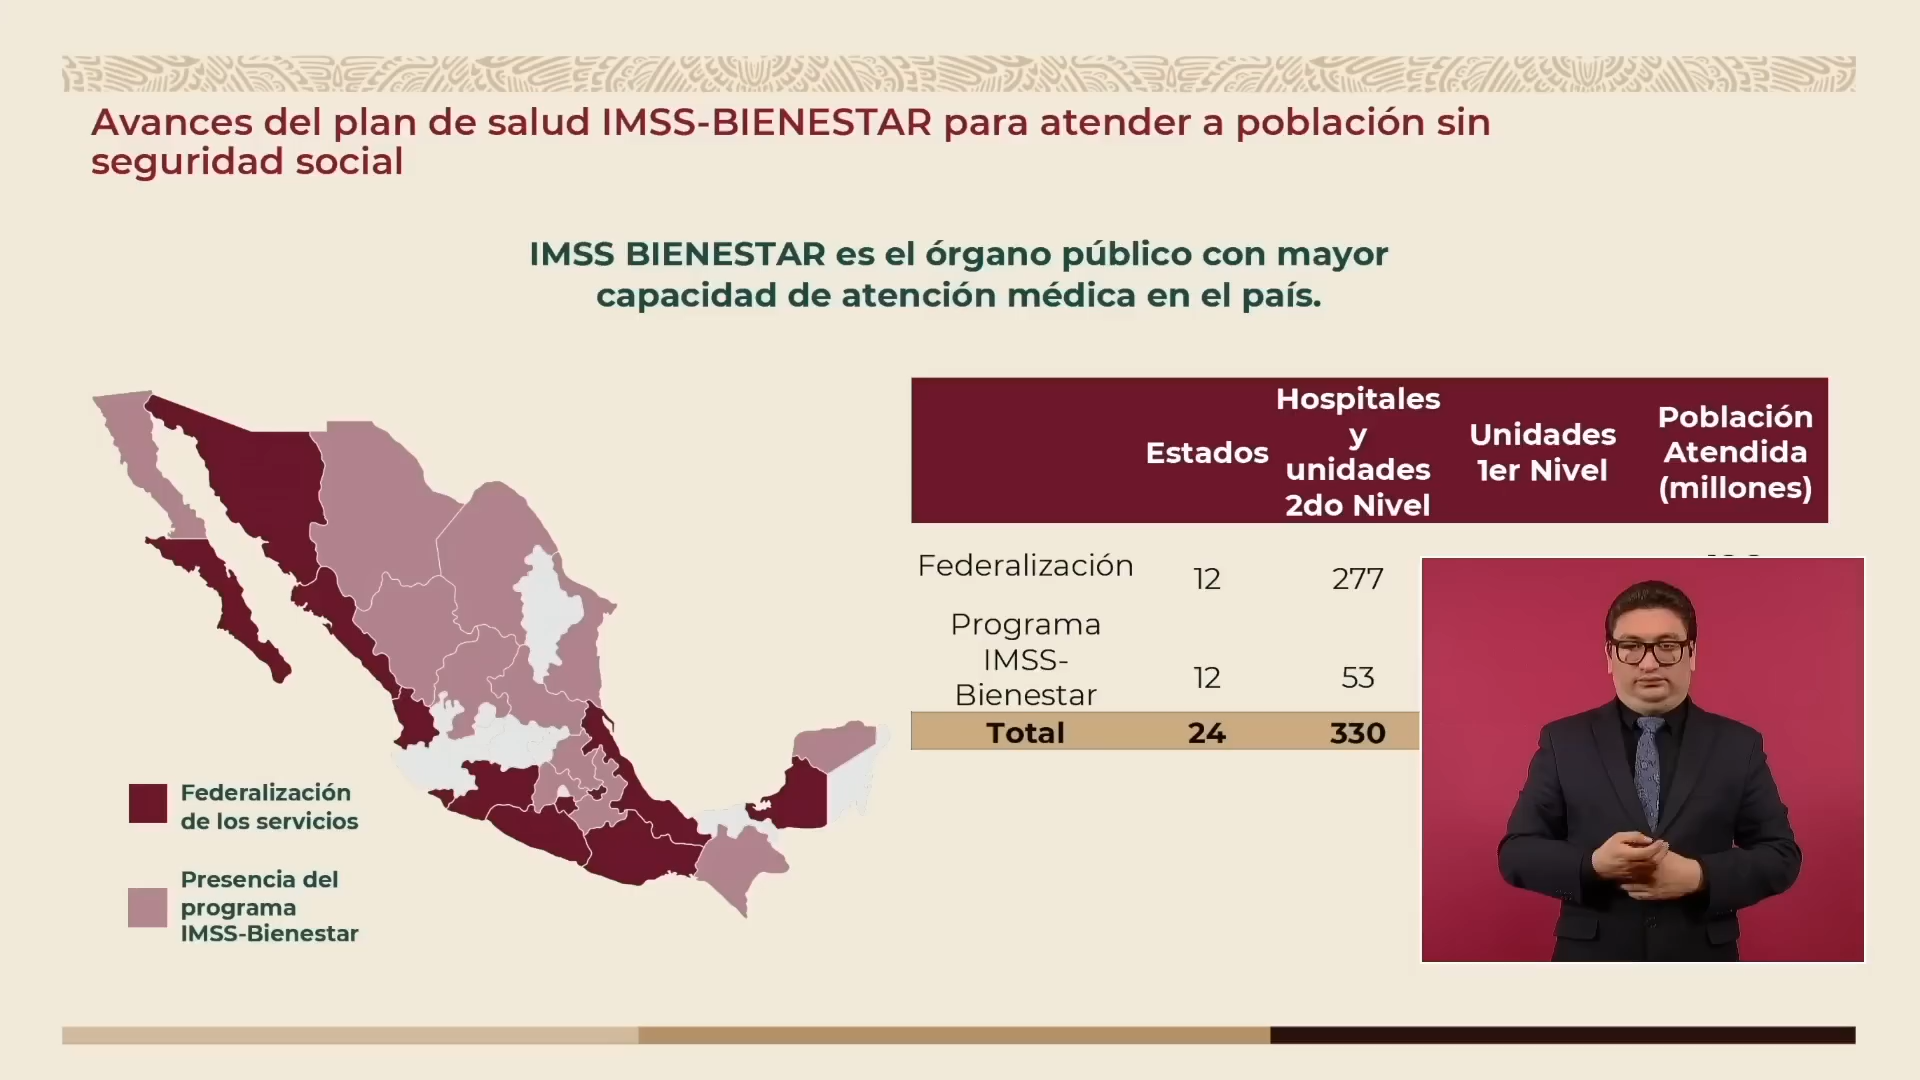 Avances del plan de salud IMSS-BIENESTAR para atender a población sin
seguridad social
IMSS BIENESTAR es el órgano público con mayor
capacidad de atención médica en el país.
Estados
Hospitales
y
unidades
2do Nivel
Unidades
1er Nivel
Población
Atendida
(millones)
Federalización 12 277
Programa
IMSS-
Bienestar
12 53
Total 24 330
Federalización
de los servicios
Presencia del
programa
IMSS-Bienestar